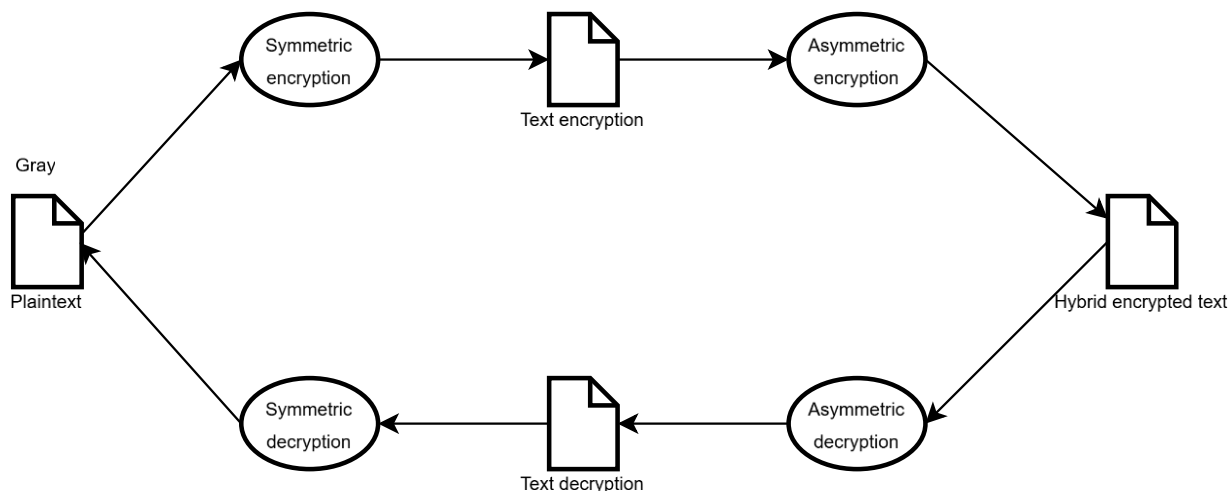 Symmetric
encryption
Text encryption
Asymmetric
encryption
Gray
Plaintext
Hybrid encrypted text
Symmetric
decryption
Text decryption
Asymmetric
decryption